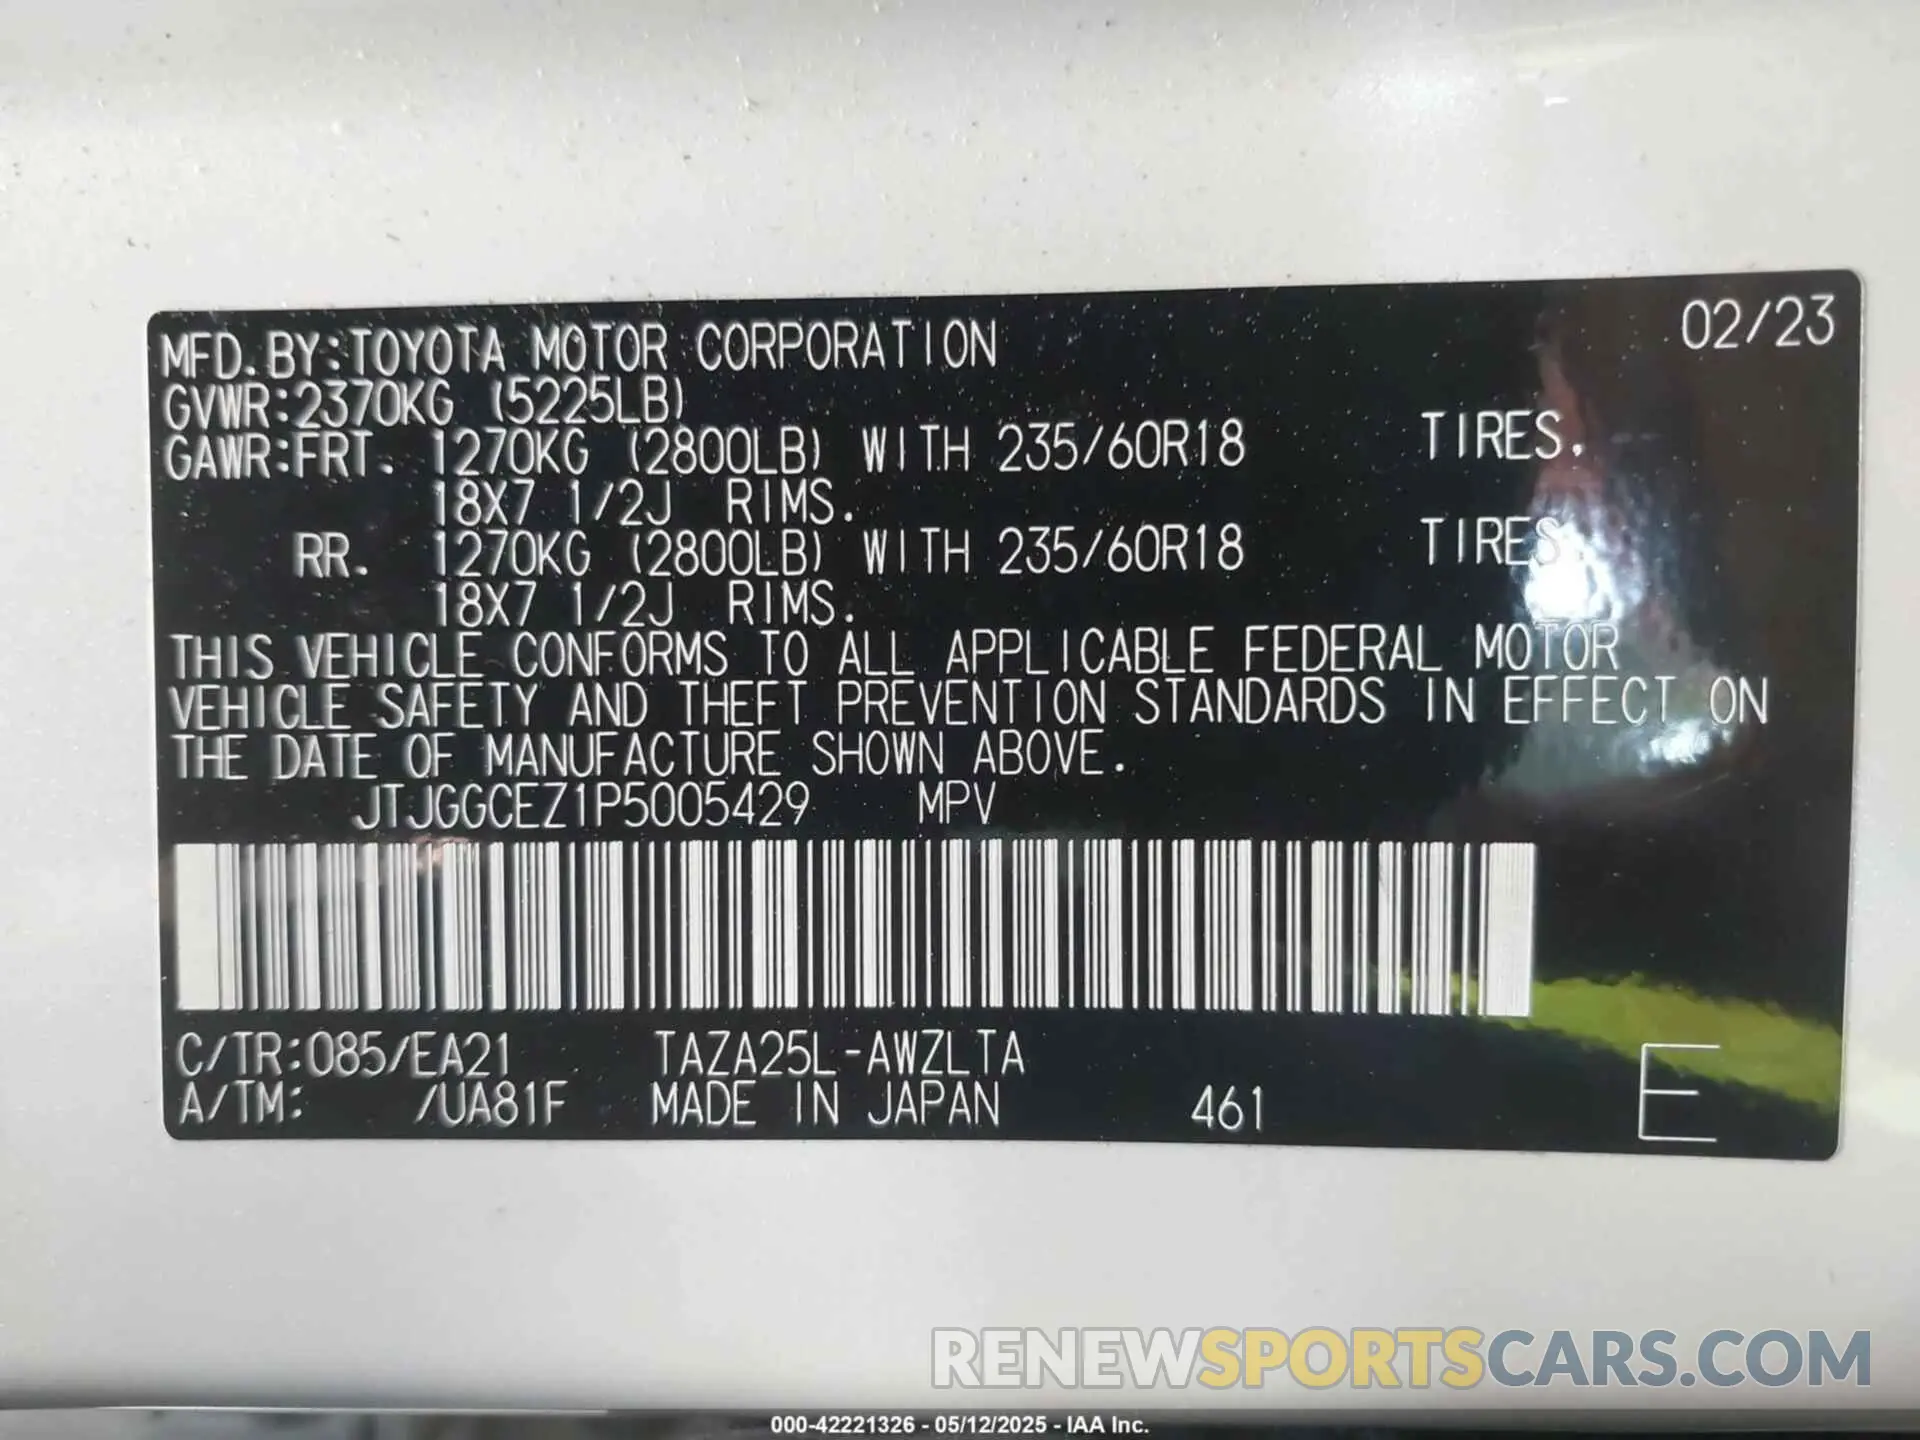 02/23
MFD.BY:TOYOTA MOTOR CORPORATION
GVWR:2370KG (5225LB)
GAWR:FRT. 1270KG (2800LB) WITH 235/60R18 TIRES,
18X7 1/2J RIMS.
RR. 1270KG (2800LB) WITH 235/60R18 TIRES,
18X7 1/2J RIMS.
THIS VEHICLE CONFORMS TO ALL APPLICABLE FEDERAL MOTOR
VEHICLE SAFETY AND THEFT PREVENTION STANDARDS IN EFFECT ON
THE DATE OF MANUFACTURE SHOWN ABOVE.
JTJGGCEZ1P5005429 MPV
C/TR:085/EA21 TAZA25L-AWZLTA
A/TM: /UA81F MADE IN JAPAN 461 E
RENEWSPORTSCARS.COM
000-42221326 - 05/12/2025 - IAA Inc.